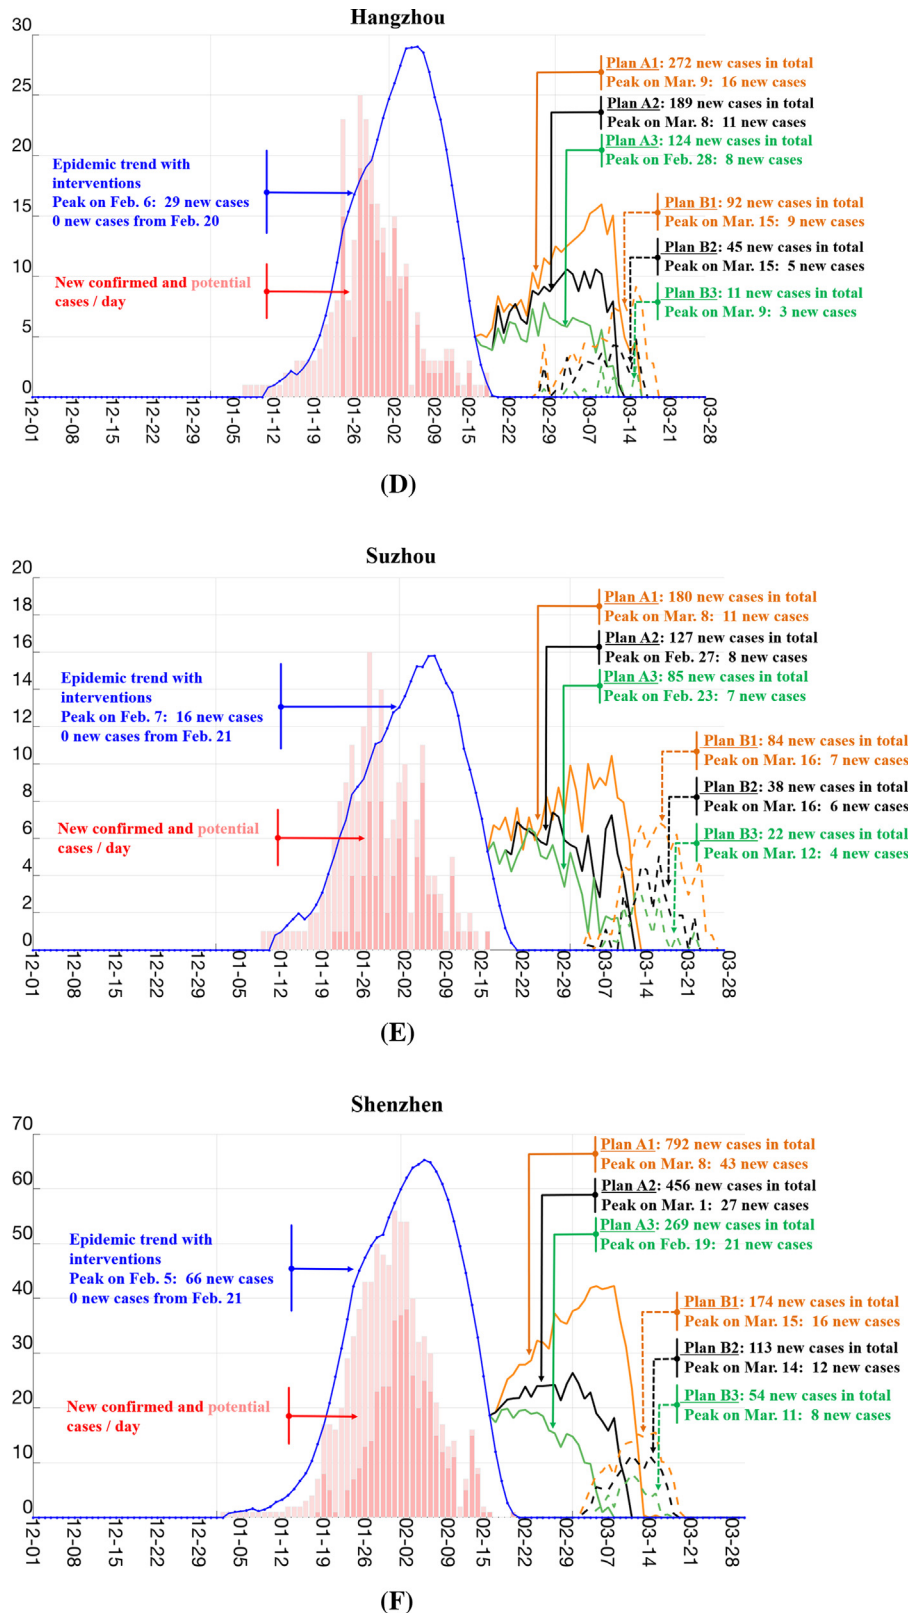 Hangzhou
30
25
20
15
10
5
0
Plan A1: 272 new cases in total
Peak on Mar. 9: 16 new cases
Plan A2: 189 new cases in total
Peak on Mar. 8: 11 new cases
Plan A3: 124 new cases in total
Peak on Feb. 28: 8 new cases
Epidemic trend with
interventions
Peak on Feb. 6: 29 new cases
0 new cases from Feb. 20
Plan B1: 92 new cases in total
Peak on Mar. 15: 9 new cases
Plan B2: 45 new cases in total
Peak on Mar. 15: 5 new cases
Plan B3: 11 new cases in total
Peak on Mar. 9: 3 new cases
New confirmed and potential
cases / day
12-01 12-08 12-22 12-29 01-05 01-12 01-19 01-26 02-02 02-09 02-15 02-22 02-29 03-07 03-14 03-21 03-28
(D)
Suzhou
20
18
16
14
12
10
8
6
4
2
0
Plan A1: 180 new cases in total
Peak on Mar. 8: 11 new cases
Plan A2: 127 new cases in total
Peak on Feb. 27: 8 new cases
Plan A3: 85 new cases in total
Peak on Feb. 23: 7 new cases
Epidemic trend with
interventions
Peak on Feb. 7: 16 new cases
0 new cases from Feb. 21
Plan B1: 84 new cases in total
Peak on Mar. 16: 7 new cases
Plan B2: 38 new cases in total
Peak on Mar. 16: 6 new cases
Plan B3: 22 new cases in total
Peak on Mar. 12: 4 new cases
New confirmed and potential
cases / day
12-01 12-08 12-22 12-29 01-05 01-12 01-19 01-26 02-02 02-09 02-15 02-22 02-29 03-07 03-14 03-21 03-28
(E)
Shenzhen
70
60
50
40
30
20
10
0
Plan A1: 792 new cases in total
Peak on Mar. 8: 43 new cases
Plan A2: 456 new cases in total
Peak on Mar. 1: 27 new cases
Plan A3: 269 new cases in total
Peak on Feb. 19: 21 new cases
Epidemic trend with
interventions
Peak on Feb. 5: 66 new cases
0 new cases from Feb. 21
Plan B1: 174 new cases in total
Peak on Mar. 15: 16 new cases
Plan B2: 113 new cases in total
Peak on Mar. 14: 12 new cases
Plan B3: 54 new cases in total
Peak on Mar. 11: 8 new cases
New confirmed and potential
cases / day
12-01 12-08 12-22 12-29 01-05 01-12 01-19 01-26 02-02 02-09 02-15 02-22 02-29 03-07 03-14 03-21 03-28
(F)